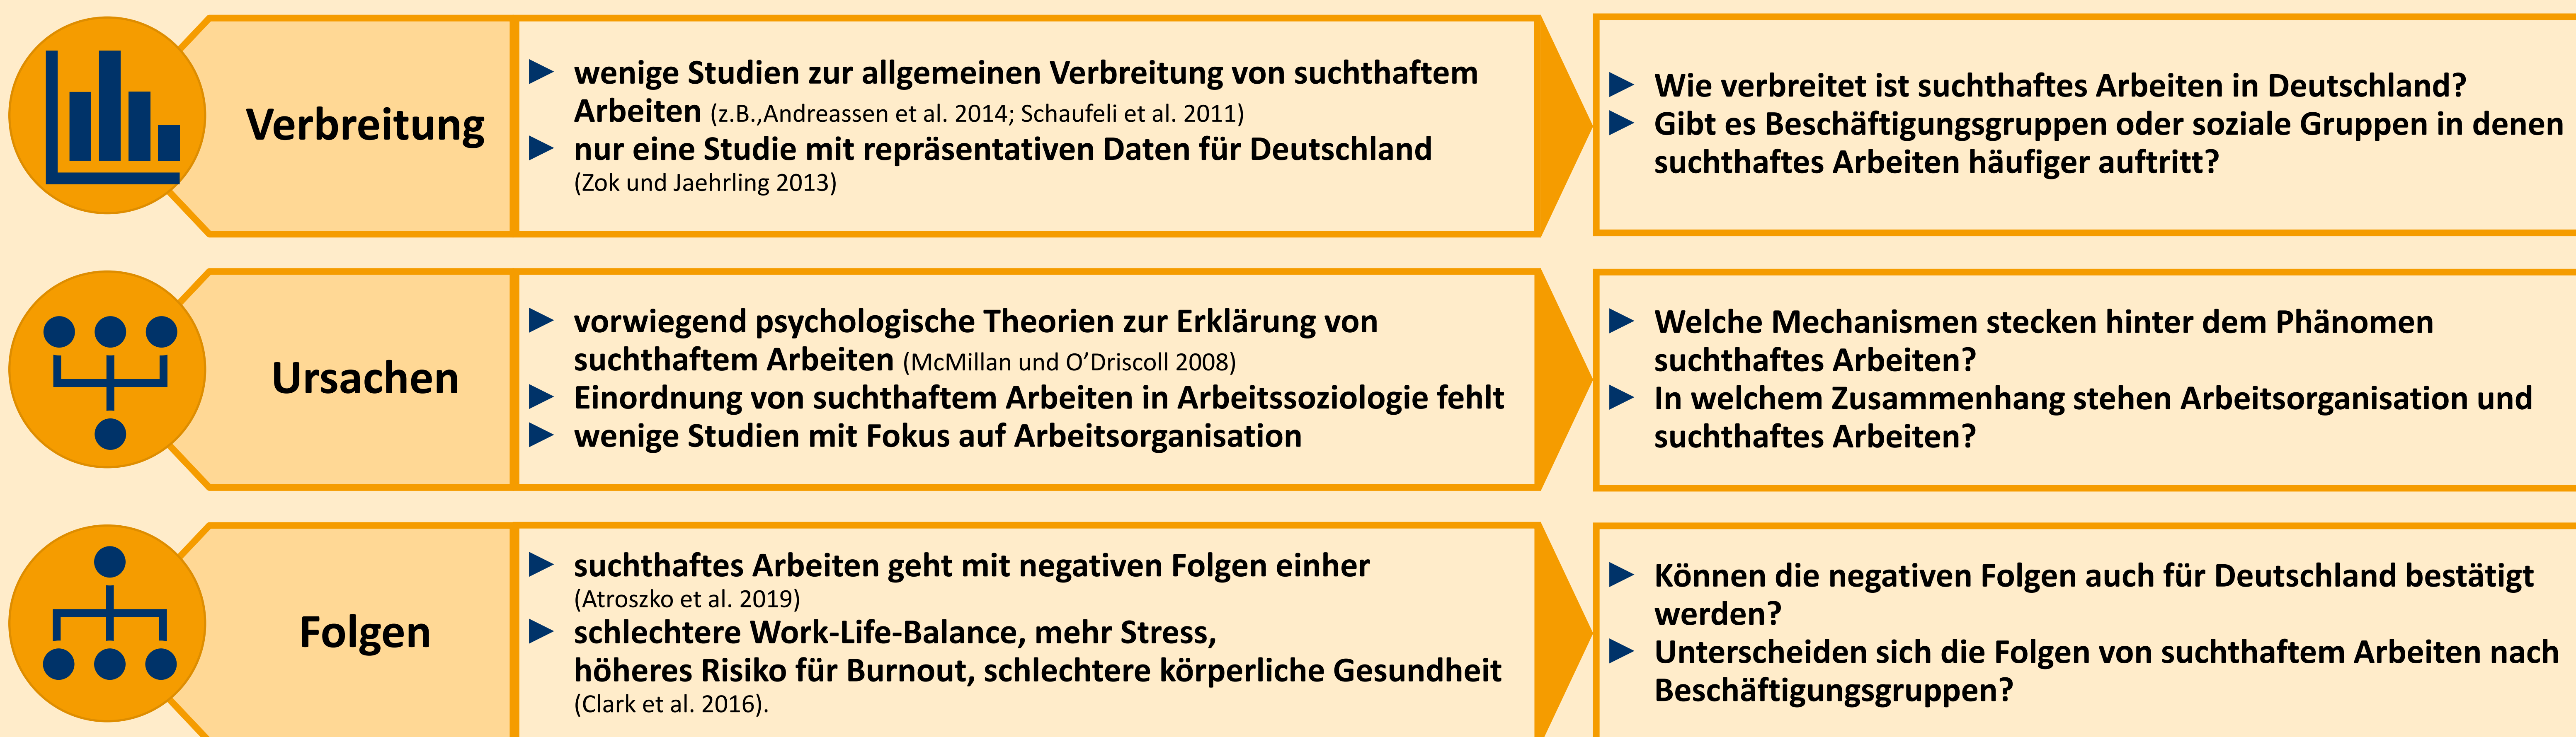 Verbreitung
wenige Studien zur allgemeinen Verbreitung von suchthaftem
Arbeiten (z.B.,Andreassen et al. 2014; Schaufeli et al. 2011)
nur eine Studie mit repräsentativen Daten für Deutschland
(Zok und Jaehrling 2013)
Wie verbreitet ist suchthaftes Arbeiten in Deutschland?
Gibt es Beschäftigungsgruppen oder soziale Gruppen in denen
suchthaftes Arbeiten häufiger auftritt?
Ursachen
vorwiegend psychologische Theorien zur Erklärung von
suchthaftem Arbeiten (McMillan und O’Driscoll 2008)
Einordnung von suchthaftem Arbeiten in Arbeitssoziologie fehlt
wenige Studien mit Fokus auf Arbeitsorganisation
Welche Mechanismen stecken hinter dem Phänomen
suchthaftes Arbeiten?
In welchem Zusammenhang stehen Arbeitsorganisation und
suchthaftes Arbeiten?
Folgen
suchthaftes Arbeiten geht mit negativen Folgen einher
(Atroszko et al. 2019)
schlechtere Work-Life-Balance, mehr Stress,
höheres Risiko für Burnout, schlechtere körperliche Gesundheit
(Clark et al. 2016).
Können die negativen Folgen auch für Deutschland bestätigt
werden?
Unterscheiden sich die Folgen von suchthaftem Arbeiten nach
Beschäftigungsgruppen?